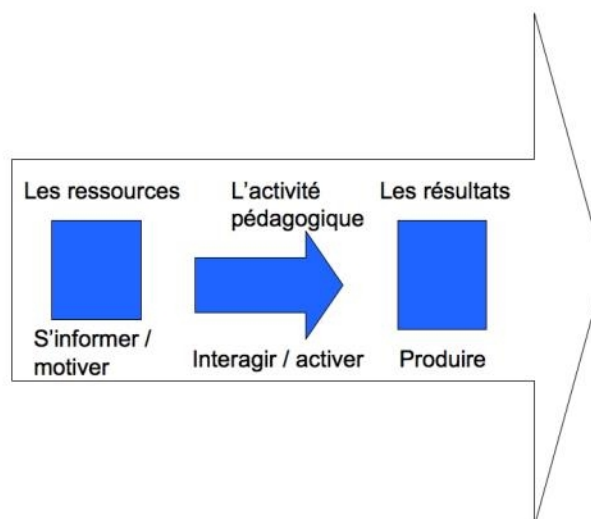 Les ressources
L'activité
pédagogique
Les résultats
S'informer /
motiver
Interagir / activer
Produire